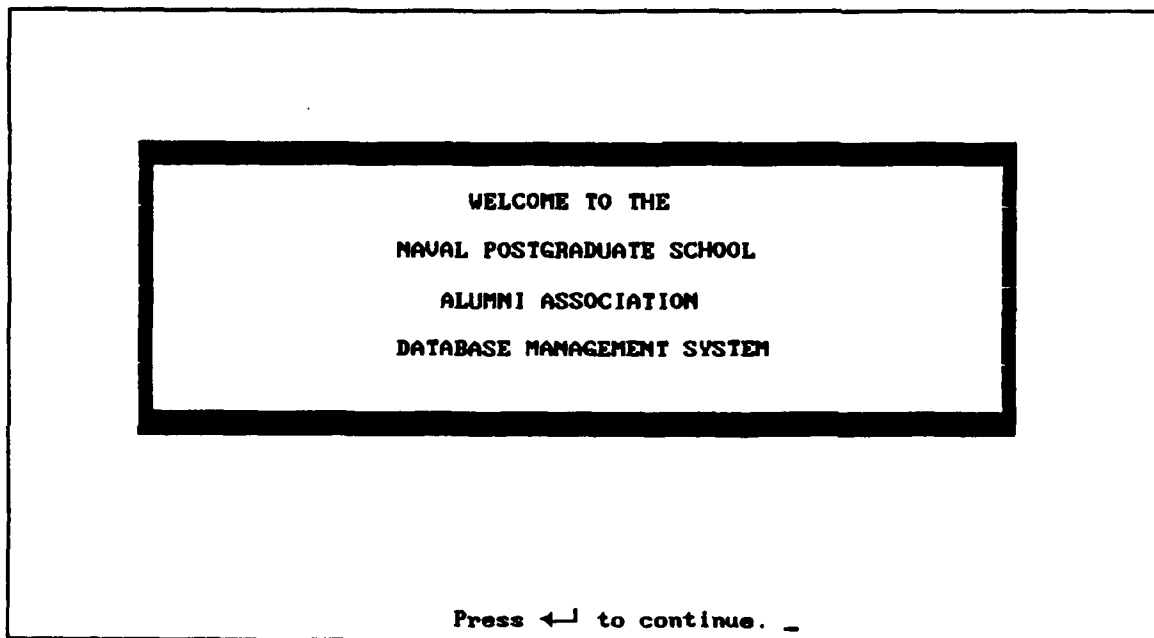 WELCOME TO THE
NAVAL POSTGRADUATE SCHOOL
ALUMNI ASSOCIATION
DATABASE MANAGEMENT SYSTEM
Press ←┘ to continue. _